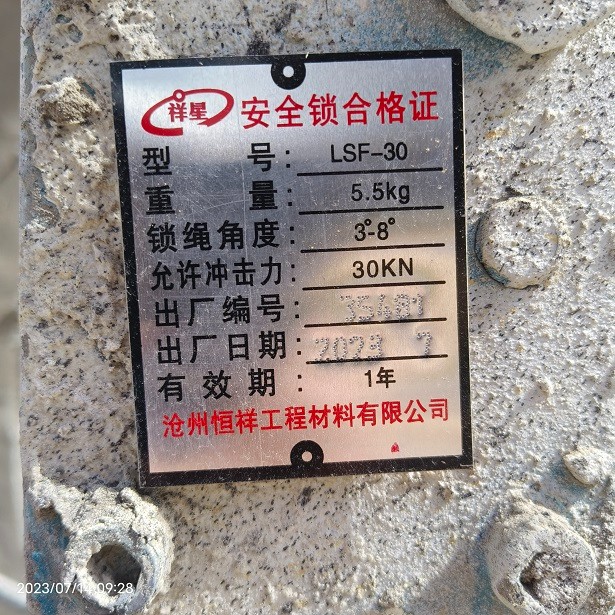 祥星 安全锁合格证
型 号: LSF-30
重 量: 5.5kg
锁绳角度: 3°-8°
允许冲击力: 30KN
出厂编号: 35481
出厂日期: 2023 7
有效期: 1年
沧州恒祥工程材料有限公司